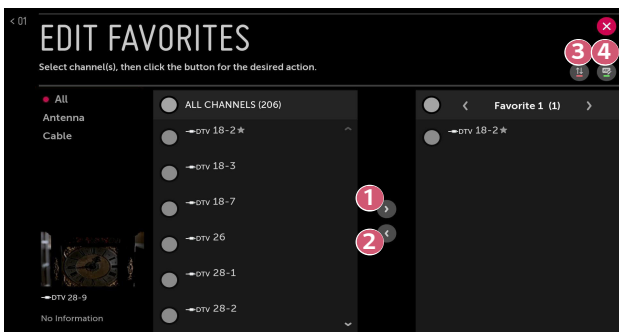 < 01
EDIT FAVORITES
Select channel(s), then click the button for the desired action.
3 4
All
Antenna
Cable
ALL CHANNELS (206)
DTV 18-2★
DTV 18-3
DTV 18-7
DTV 26
DTV 28-1
DTV 28-2
1
2
< Favorite 1 (1) >
DTV 18-2★
DTV 28-9
No Information